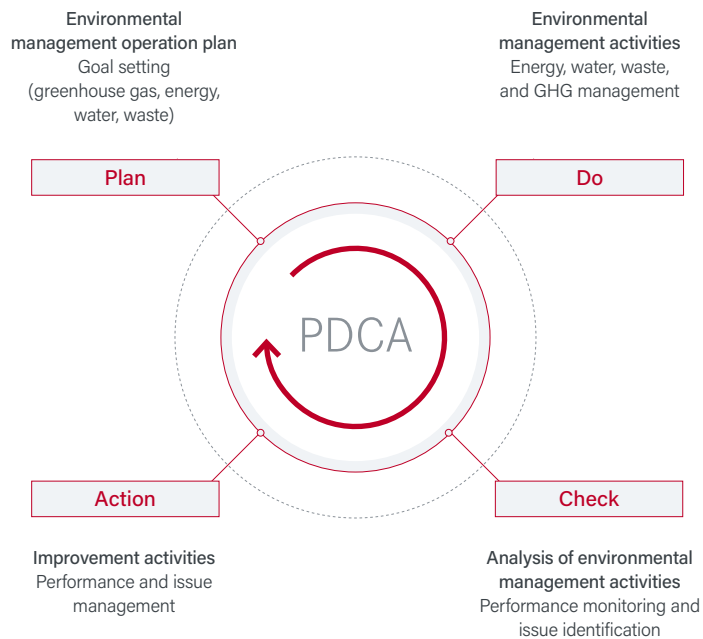 Environmental
management operation plan
Goal setting
(greenhouse gas, energy,
water, waste)
Plan
Environmental
management activities
Energy, water, waste,
and GHG management
Do
PDCA
Action
Improvement activities
Performance and issue
management
Check
Analysis of environmental
management activities
Performance monitoring and
issue identification